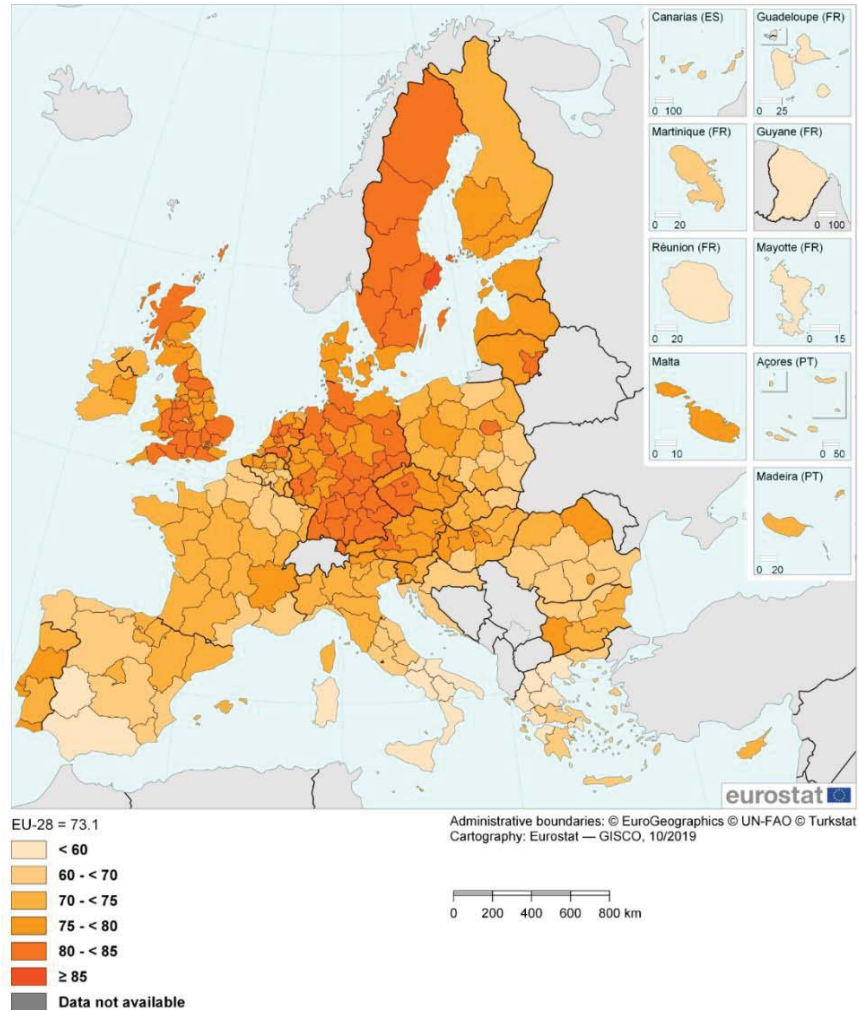 Canarias (ES)
0 100
Guadeloupe (FR)
0 25
Martinique (FR)
0 20
Guyane (FR)
0 100
Réunion (FR)
0 20
Mayotte (FR)
0 15
Malta
0 10
Açores (PT)
0 50
Madeira (PT)
0 20
eurostat
EU-28 = 73.1
Administrative boundaries: © EuroGeographics © UN-FAO © Turkstat
Cartography: Eurostat — GISCO, 10/2019
< 60
60 - < 70
70 - < 75
75 - < 80
80 - < 85
≥ 85
Data not available
0 200 400 600 800 km